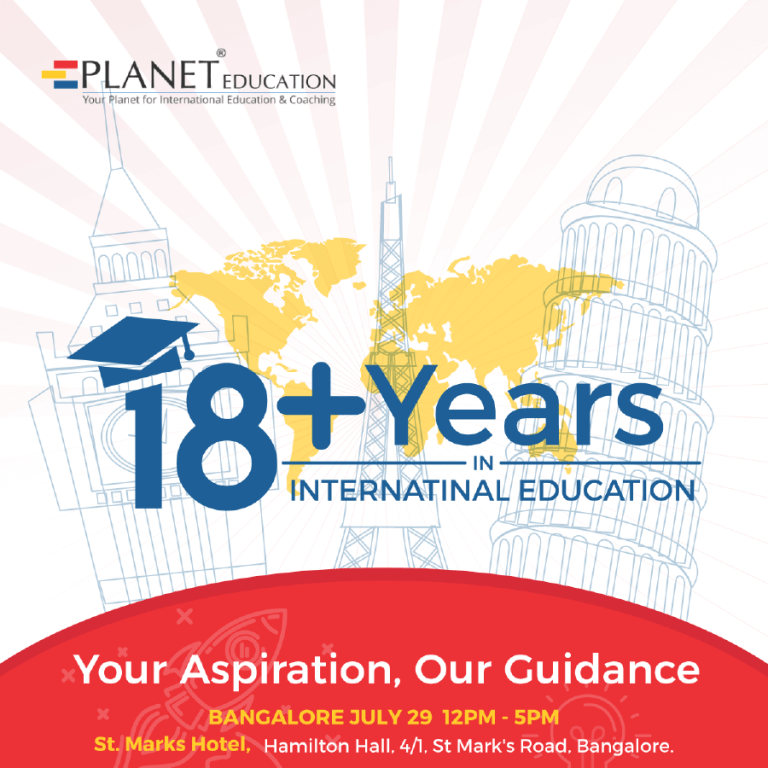 PLANET EDUCATION®
Your Planet for International Education & Coaching
18+Years
IN
INTERNATINAL EDUCATION
Your Aspiration, Our Guidance
BANGALORE JULY 29 12PM - 5PM
St. Marks Hotel, Hamilton Hall, 4/1, St Mark's Road, Bangalore.